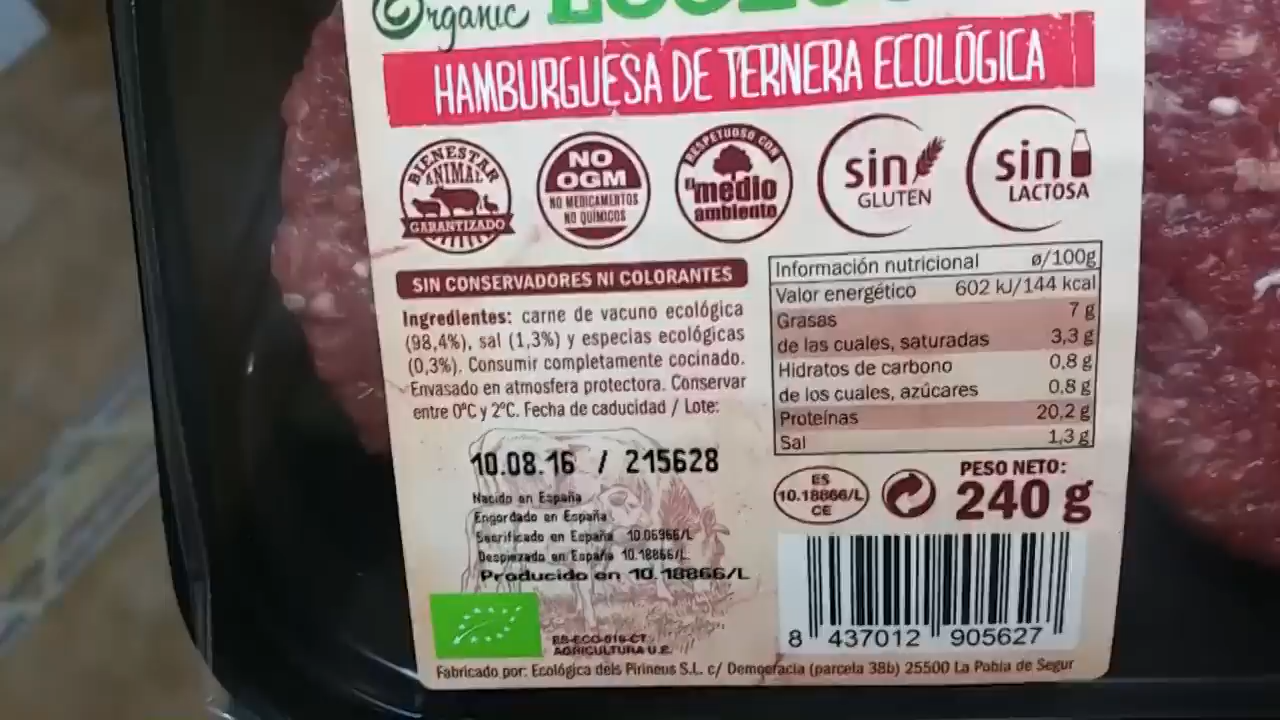 Organic
HAMBURGUESA DE TERNERA ECOLÓGICA
BIENESTAR
ANIMAL
GARANTIZADO
NO
OGM
NO MEDICAMENTOS
NO QUÍMICOS
RESPETUOSO CON
el medio
ambiente
sin
GLUTEN
sin
LACTOSA
SIN CONSERVADORES NI COLORANTES
Ingredientes: carne de vacuno ecológica
(98,4%), sal (1,3%) y especias ecológicas
(0,3%). Consumir completamente cocinado.
Envasado en atmosfera protectora. Conservar
entre 0ºC y 2ºC. Fecha de caducidad / Lote:
10.08.16 / 215628
Nacido en España
Engordado en España
Sacrificado en España 10.06966/L
Despiezado en España 10.18866/L
Producido en 10.18866/L
Información nutricional ø/100g
Valor energético 602 kJ/144 kcal
Grasas 7 g
de las cuales, saturadas 3,3 g
Hidratos de carbono 0,8 g
de los cuales, azúcares 0,8 g
Proteínas 20,2 g
Sal 1,3 g
ES
10.18866/L
CE
PESO NETO:
240 g
8 437012 905627
ES-ECO-019-CT
AGRICULTURA U.E.
Fabricado por: Ecológica dels Pirineus S.L. c/ Democràcia (parcela 38b) 25500 La Pobla de Segur